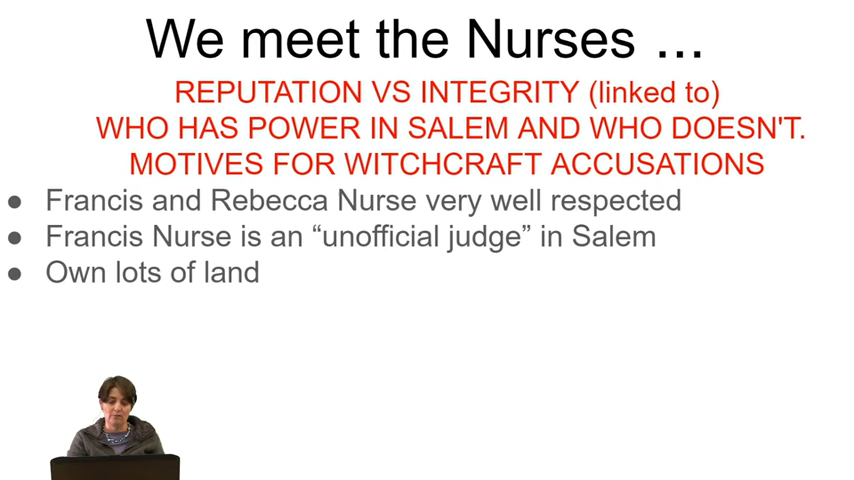 We meet the Nurses ...
REPUTATION VS INTEGRITY (linked to)
WHO HAS POWER IN SALEM AND WHO DOESN'T.
MOTIVES FOR WITCHCRAFT ACCUSATIONS
● Francis and Rebecca Nurse very well respected
● Francis Nurse is an “unofficial judge” in Salem
● Own lots of land